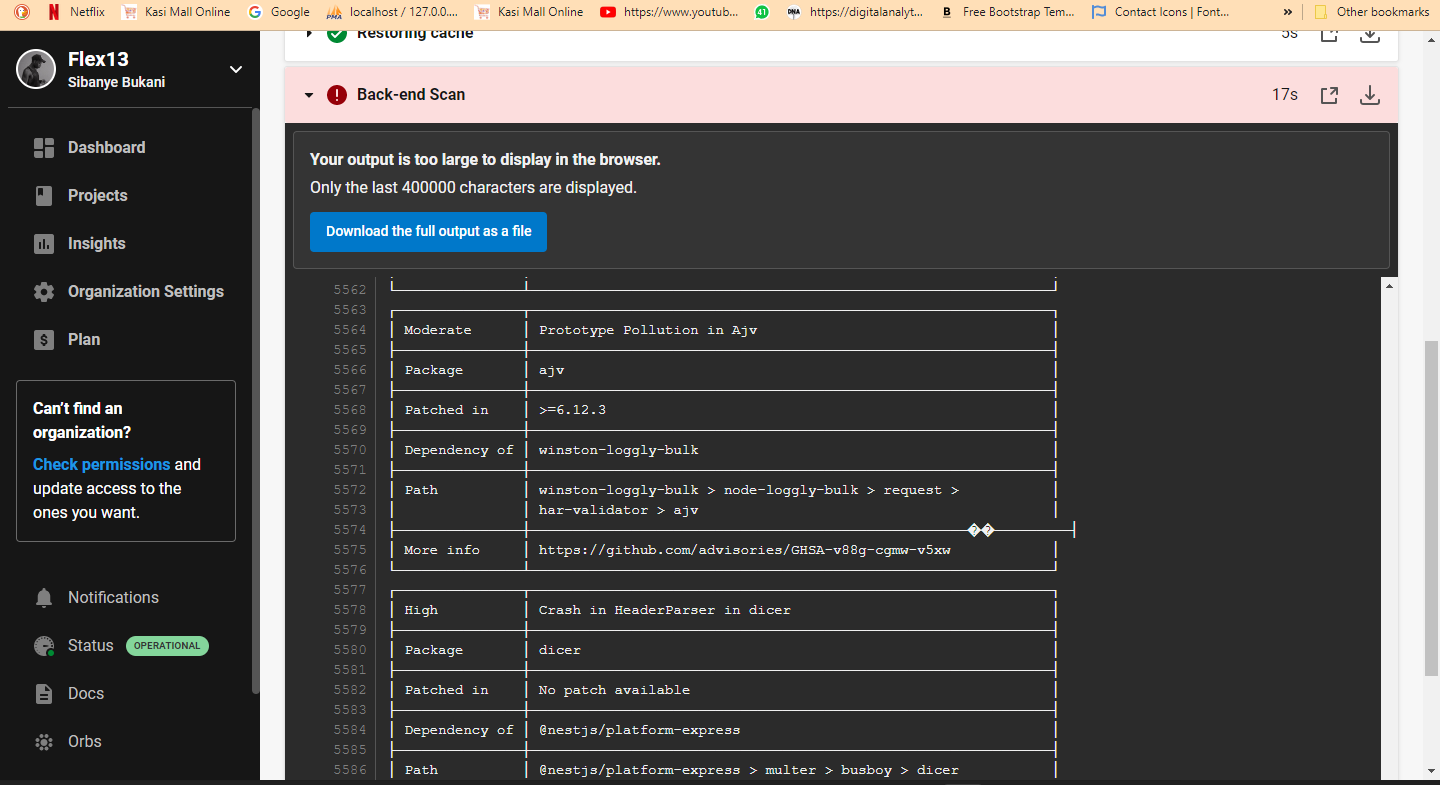 Netflix
Kasi Mall Online
Google
localhost / 127.0.0....
Kasi Mall Online
https://www.youtub...
41
https://digitalanalyt...
B
Free Bootstrap Tem...
Contact Icons | Font...
»
Other bookmarks
Flex13
Sibanye Bukani
Dashboard
Projects
Insights
Organization Settings
Plan
Can't find an
organization?
Check permissions and
update access to the
ones you want.
Notifications
Status OPERATIONAL
Docs
Orbs
Restoring cache 5s
Back-end Scan 17s
Your output is too large to display in the browser.
Only the last 400000 characters are displayed.
Download the full output as a file
5562
5563
5564 Moderate Prototype Pollution in Ajv
5565
5566 Package ajv
5567
5568 Patched in >=6.12.3
5569
5570 Dependency of winston-loggly-bulk
5571
5572 Path winston-loggly-bulk > node-loggly-bulk > request >
5573 har-validator > ajv
5574 ��
5575 More info https://github.com/advisories/GHSA-v88g-cgmw-v5xw
5576
5577
5578 High Crash in HeaderParser in dicer
5579
5580 Package dicer
5581
5582 Patched in No patch available
5583
5584 Dependency of @nestjs/platform-express
5585
5586 Path @nestjs/platform-express > multer > busboy > dicer